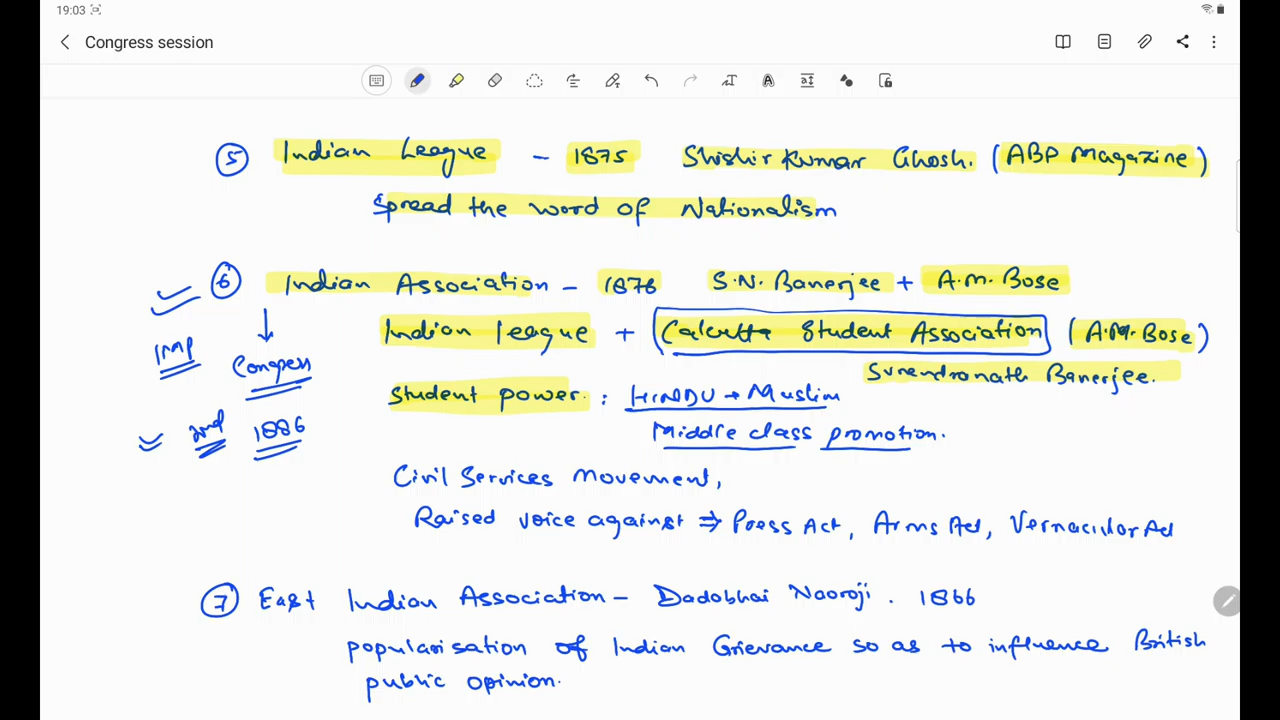 19:03
Congress session
⑤ Indian League - 1875 Shishir Kumar Ghosh. (ABP Magazine)
Spread the word of Nationalism
⑥ Indian Association - 1876 S.N. Banerjee + A.M. Bose
Indian league + (Calcutta Student Association (A.M. Bose)
Surendronath Banerjee.
IMP
Congress
2nd 1886
Student power : HINDU → Muslim
Middle class promotion.
Civil Services Movement,
Raised voice against ⇒ Press Act, Arms Act, Vernacular Act
⑦ East Indian Association - Dadabhai Naoroji. 1866
popularisation of Indian Grievance so as to influence British
public opinion.